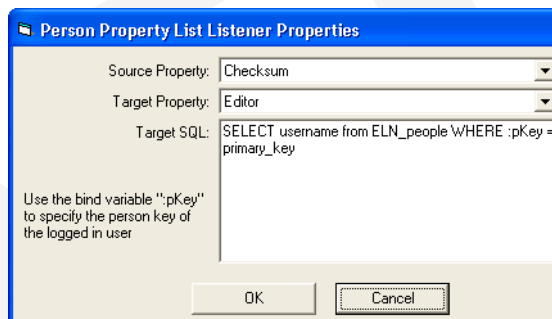 Person Property List Listener Properties
Source Property: Checksum
Target Property: Editor
Target SQL: SELECT username from ELN_people WHERE :pKey =
primary_key
Use the bind variable ":pKey"
to specify the person key of
the logged in user
OK Cancel